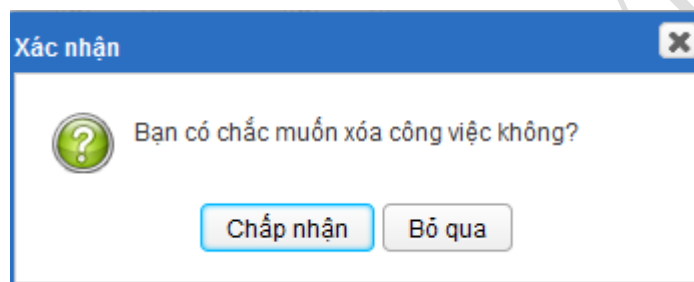 Xác nhận
Bạn có chắc muốn xóa công việc không?
Chấp nhận
Bỏ qua